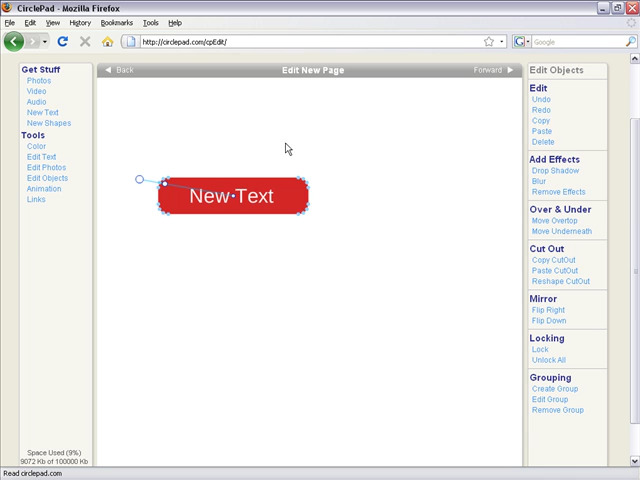 CirclePad - Mozilla Firefox
File Edit View History Bookmarks Tools Help
http://circlepad.com/cpEdit/
G Google
Get Stuff
Photos
Video
Audio
New Text
New Shapes
Tools
Color
Edit Text
Edit Photos
Edit Objects
Animation
Links
Space Used (9%)
9072 Kb of 100000 Kb
Back Edit New Page Forward
New Text
Edit Objects
Edit
Undo
Redo
Copy
Paste
Delete
Add Effects
Drop Shadow
Blur
Remove Effects
Over & Under
Move Overtop
Move Underneath
Cut Out
Copy CutOut
Paste CutOut
Reshape CutOut
Mirror
Flip Right
Flip Down
Locking
Lock
Unlock All
Grouping
Create Group
Edit Group
Remove Group
Read circlepad.com